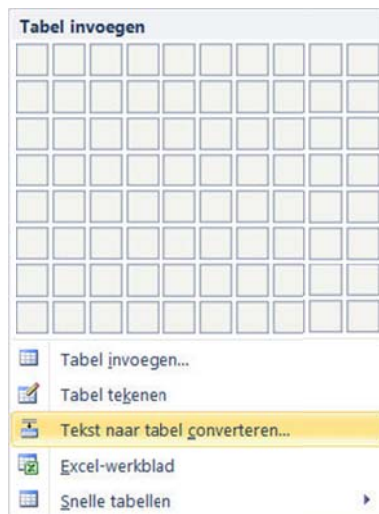 Tabel invoegen
Tabel invoegen...
Tabel tekenen
Tekst naar tabel converteren...
Excel-werkblad
Snelle tabellen